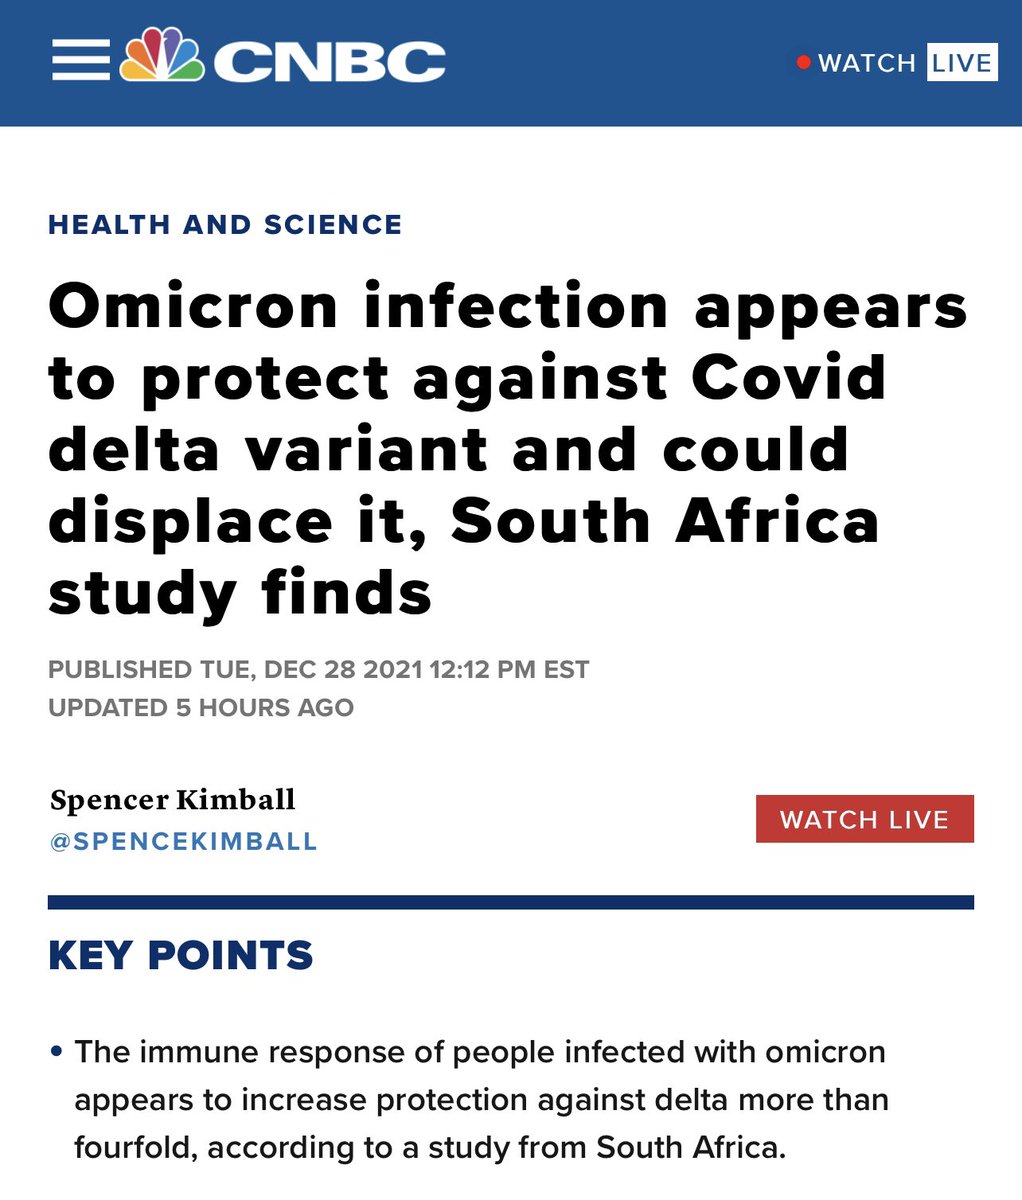 CNBC
WATCH LIVE
HEALTH AND SCIENCE
Omicron infection appears
to protect against Covid
delta variant and could
displace it, South Africa
study finds
PUBLISHED TUE, DEC 28 2021 12:12 PM EST
UPDATED 5 HOURS AGO
Spencer Kimball
@SPENCEKIMBALL
WATCH LIVE
KEY POINTS
• The immune response of people infected with omicron
appears to increase protection against delta more than
fourfold, according to a study from South Africa.